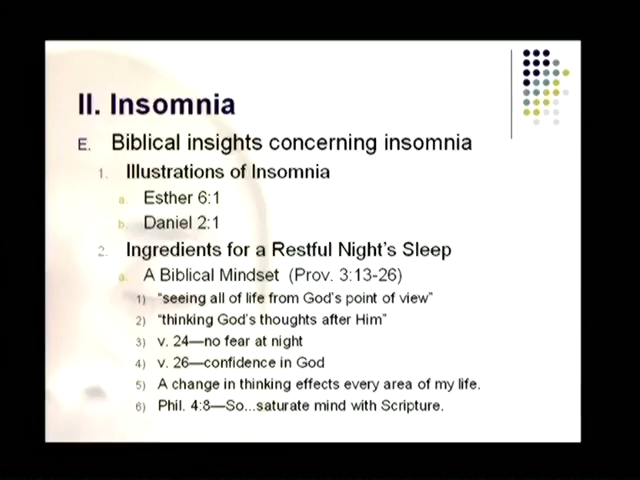 II. Insomnia
E. Biblical insights concerning insomnia
1. Illustrations of Insomnia
a. Esther 6:1
b. Daniel 2:1
2. Ingredients for a Restful Night's Sleep
a. A Biblical Mindset (Prov. 3:13-26)
1) "seeing all of life from God's point of view"
2) "thinking God's thoughts after Him"
3) v. 24—no fear at night
4) v. 26—confidence in God
5) A change in thinking effects every area of my life.
6) Phil. 4:8—So...saturate mind with Scripture.